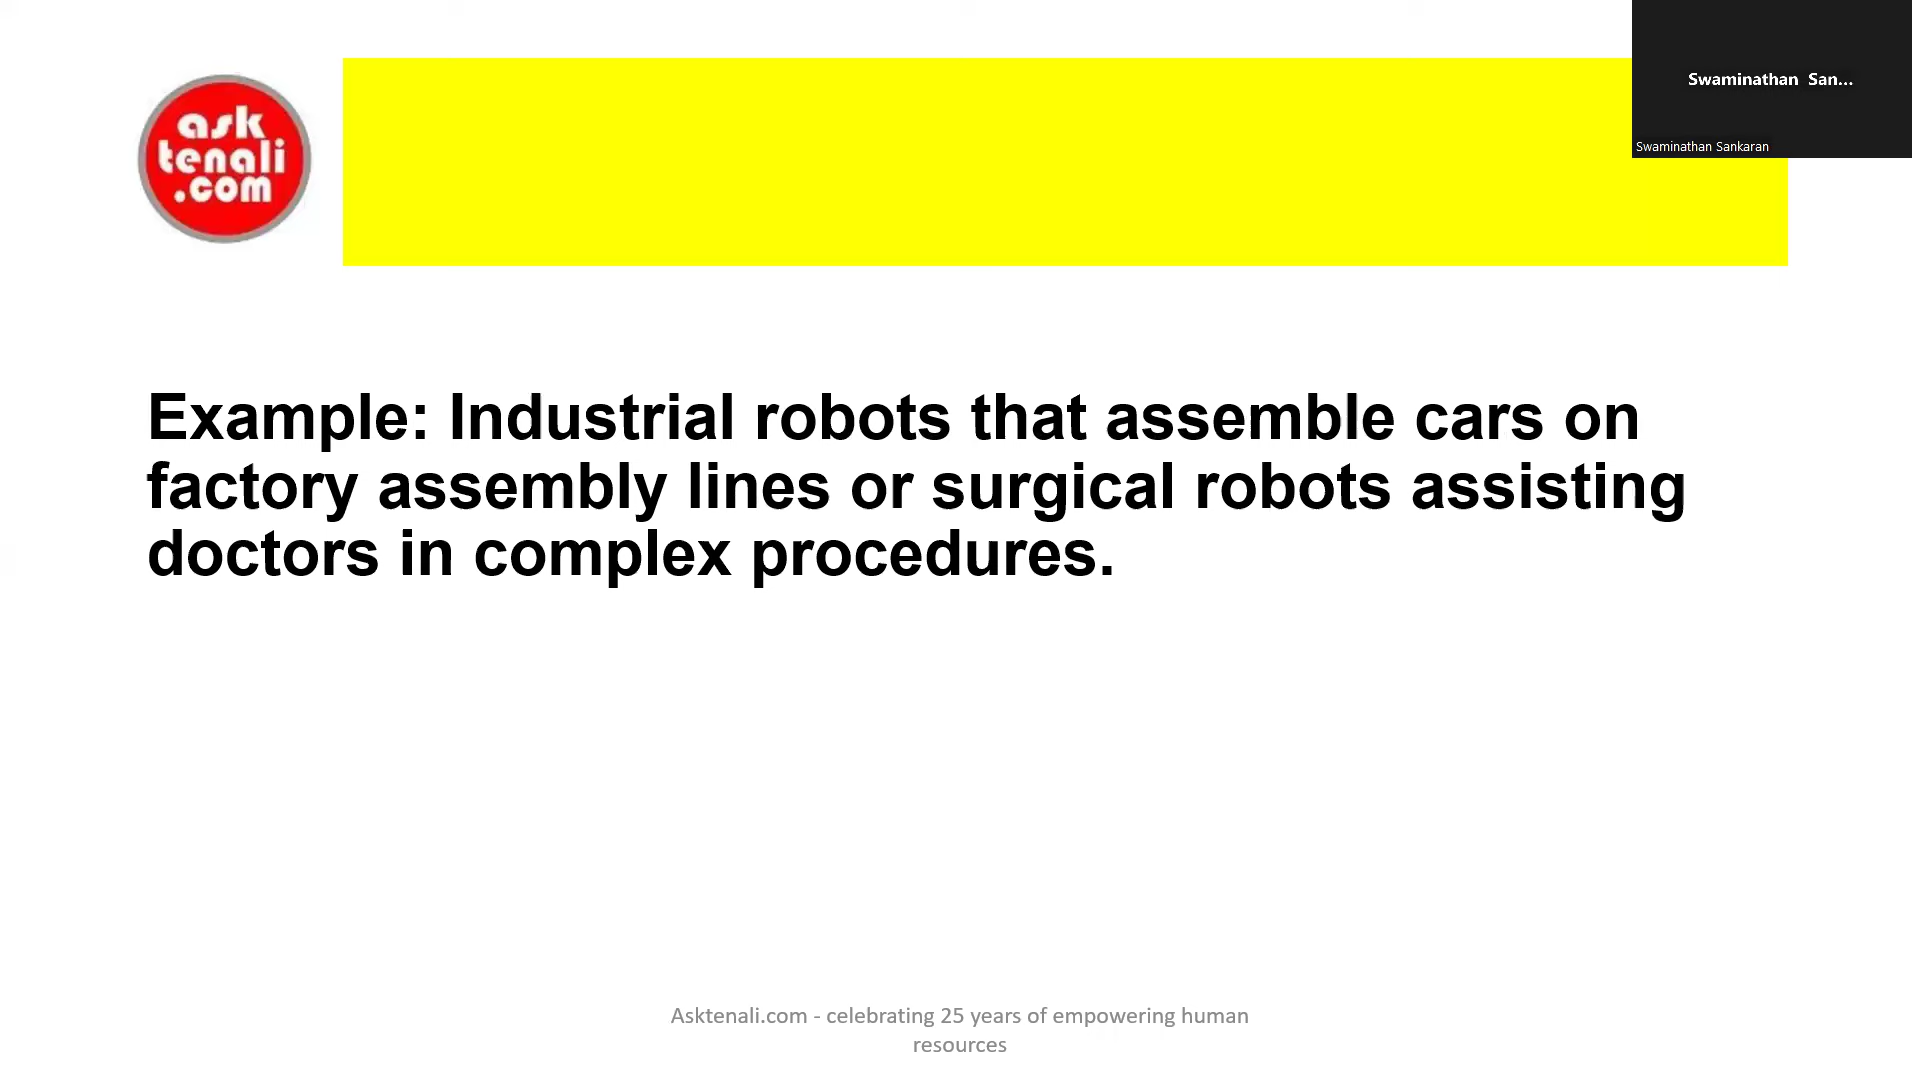 ask
tenali
.com
Swaminathan San...
Swaminathan Sankaran
Example: Industrial robots that assemble cars on
factory assembly lines or surgical robots assisting
doctors in complex procedures.
Asktenali.com - celebrating 25 years of empowering human
resources